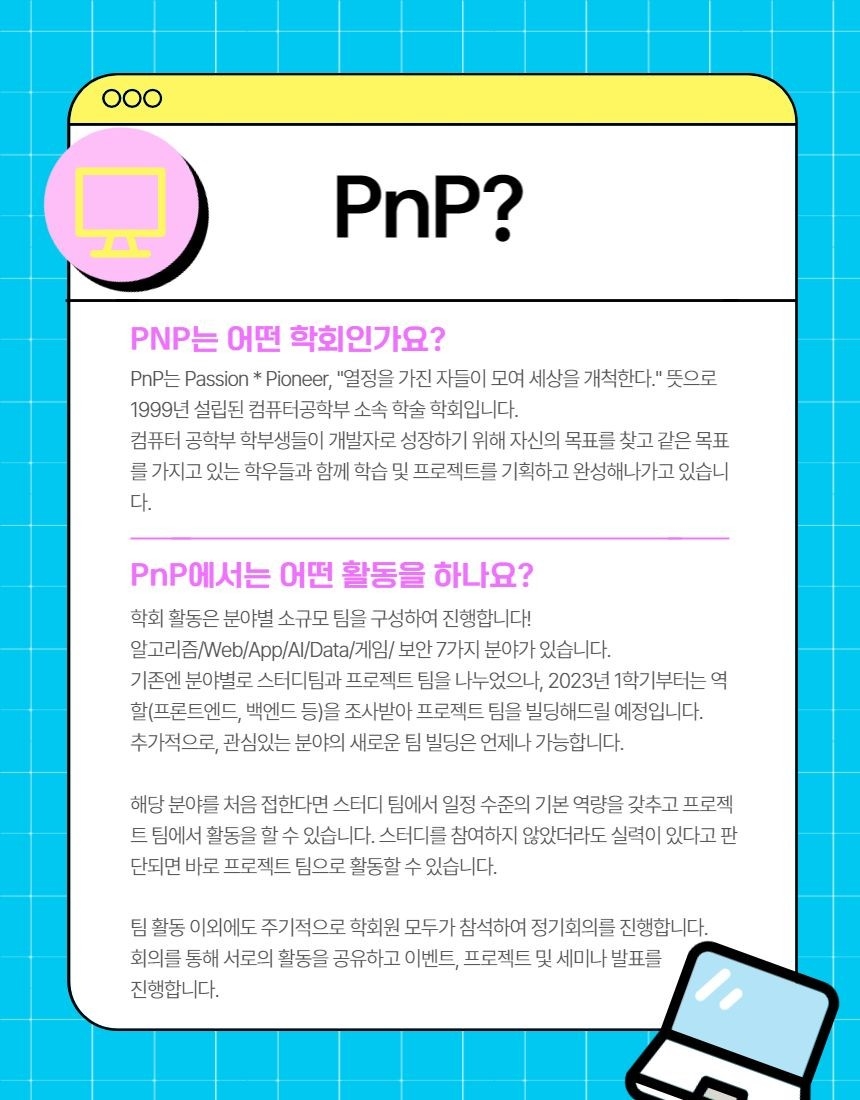 PnP?
PNP는 어떤 학회인가요?
PnP는 Passion * Pioneer, "열정을 가진 자들이 모여 세상을 개척한다." 뜻으로
1999년 설립된 컴퓨터공학부 소속 학술 학회입니다.
컴퓨터 공학부 학부생들이 개발자로 성장하기 위해 자신의 목표를 찾고 같은 목표
를 가지고 있는 학우들과 함께 학습 및 프로젝트를 기획하고 완성해나가고 있습니
다.
PnP에서는 어떤 활동을 하나요?
학회 활동은 분야별 소규모 팀을 구성하여 진행합니다!
알고리즘/Web/App/AI/Data/게임/ 보안 7가지 분야가 있습니다.
기존엔 분야별로 스터디팀과 프로젝트 팀을 나누었으나, 2023년 1학기부터는 역
할(프론트엔드, 백엔드 등)을 조사받아 프로젝트 팀을 빌딩해드릴 예정입니다.
추가적으로, 관심있는 분야의 새로운 팀 빌딩은 언제나 가능합니다.
해당 분야를 처음 접한다면 스터디 팀에서 일정 수준의 기본 역량을 갖추고 프로젝
트 팀에서 활동을 할 수 있습니다. 스터디를 참여하지 않았더라도 실력이 있다고 판
단되면 바로 프로젝트 팀으로 활동할 수 있습니다.
팀 활동 이외에도 주기적으로 학회원 모두가 참석하여 정기회의를 진행합니다.
회의를 통해 서로의 활동을 공유하고 이벤트, 프로젝트 및 세미나 발표를
진행합니다.